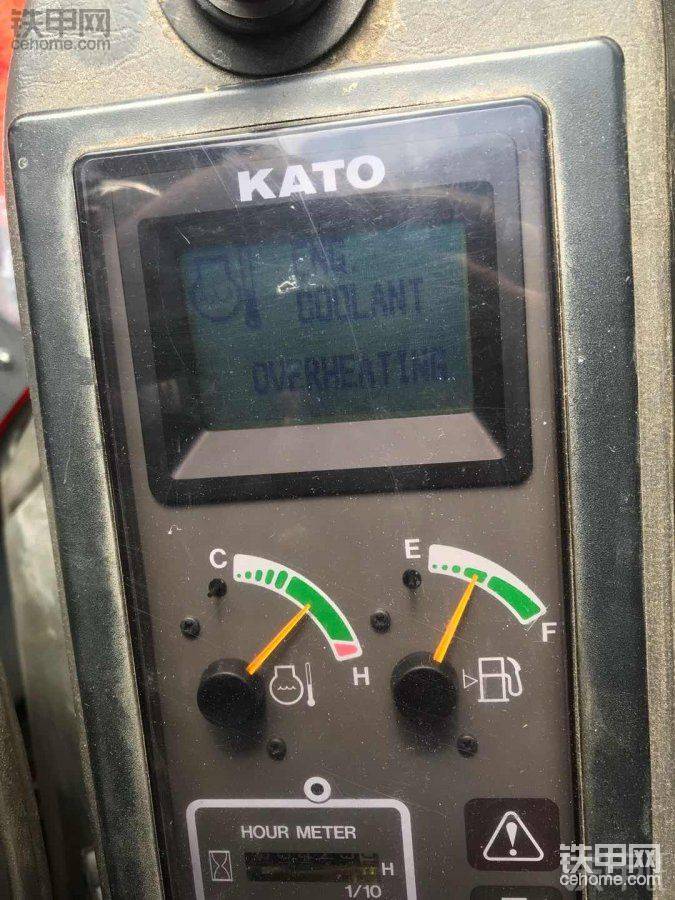 铁甲网
cehome.com
KATO
ENG.
COOLANT
OVERHEATING
C
E
H
F
HOUR METER
H
1/10
铁甲网
cehome.com